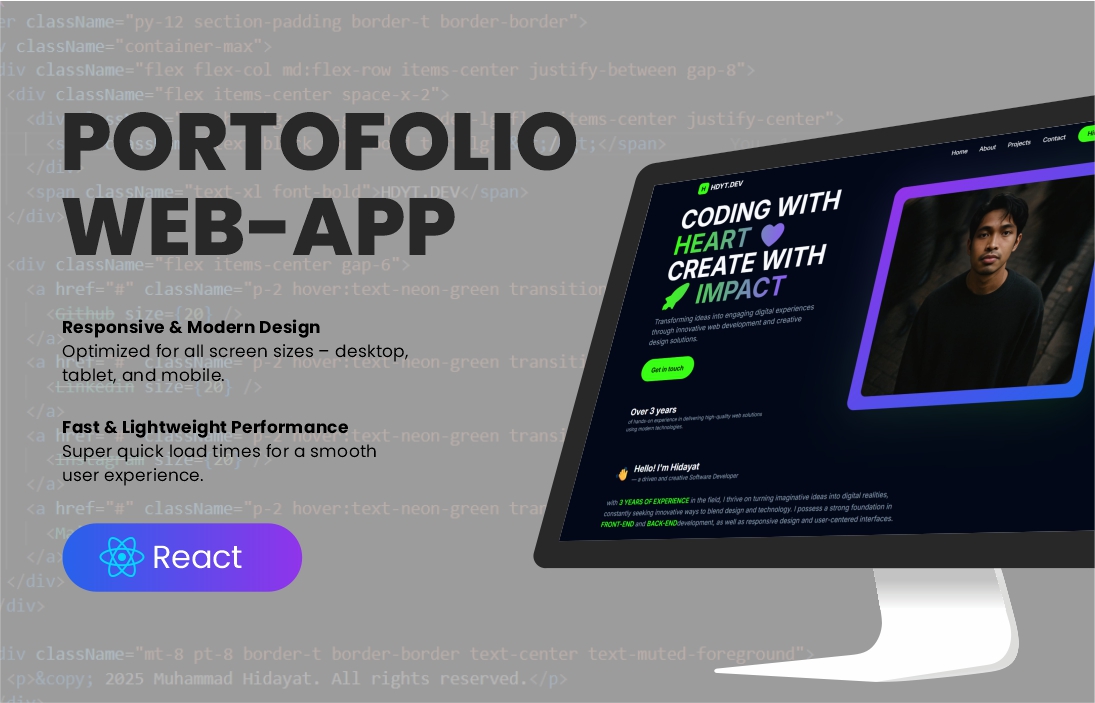 er className="py-12 section-padding border-t border-border">
v className="container-max">
div className="flex flex-col md:flex-row items-center justify-between gap-8">
<div className="flex items-center space-x-2">
<div className=
items-center justify-center">
</span>
</div>
<span className="text-xl font-bold">HDYT.DEV</span>
</div>
PORTOFOLIO
WEB-APP
<div className="flex items-center gap-6">
<a href="#" className="p-2 hover:text-neon-green transition
<Github size={20} />
</a>
<a href="#" className="p-2 hover:text-neon-green transiti
<Linkedin size={20} />
</a>
<a href="#" className="p-2 hover:text-neon-green transi
<Instagram size={20} />
</a>
<a href="#" className="p-2 hover:text-neon-green trans
</a>
</div>
/div>
div className="mt-8 pt-8 border-t border-border text-center text-muted-foreground">
<p>&copy; 2025 Muhammad Hidayat. All rights reserved.</p>
/div>
Responsive & Modern Design
Optimized for all screen sizes – desktop,
tablet, and mobile.
Fast & Lightweight Performance
Super quick load times for a smooth
user experience.
React
H HDYT.DEV
Home About Projects Contact
CODING WITH
HEART 💜
CREATE WITH
🚀 IMPACT
Transforming ideas into engaging digital experiences
through innovative web development and creative
design solutions.
Get in touch
Over 3 years
of hands-on experience in delivering high-quality web solutions
using modern technologies.
👋 Hello! I'm Hidayat
— a driven and creative Software Developer
with 3 YEARS OF EXPERIENCE in the field, I thrive on turning imaginative ideas into digital realities,
constantly seeking innovative ways to blend design and technology. I possess a strong foundation in
FRONT-END and BACK-ENDdevelopment, as well as responsive design and user-centered interfaces.